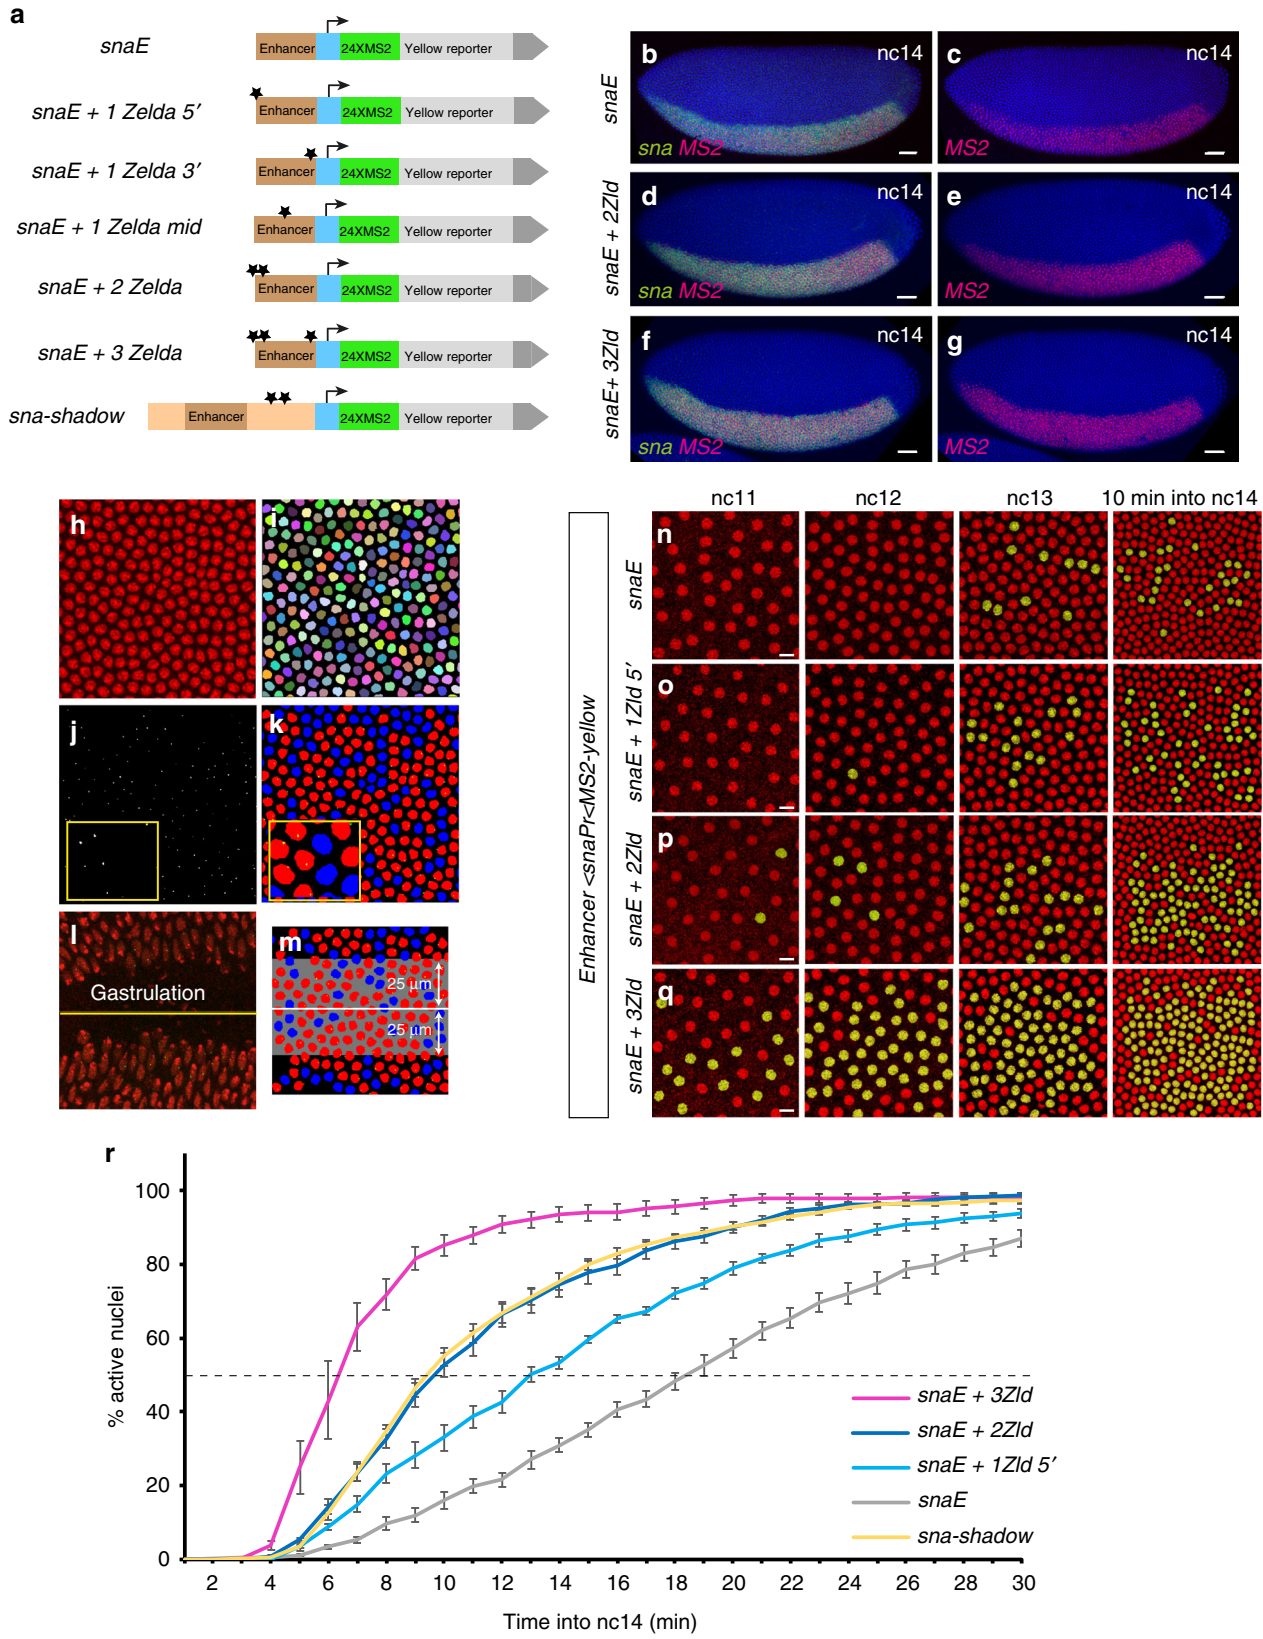 a
snaE
Enhancer 24XMS2 Yellow reporter
snaE + 1 Zelda 5′
Enhancer 24XMS2 Yellow reporter
snaE + 1 Zelda 3′
Enhancer 24XMS2 Yellow reporter
snaE + 1 Zelda mid
Enhancer 24XMS2 Yellow reporter
snaE + 2 Zelda
Enhancer 24XMS2 Yellow reporter
snaE + 3 Zelda
Enhancer 24XMS2 Yellow reporter
sna-shadow
Enhancer 24XMS2 Yellow reporter
snaE
b nc14
sna MS2
c nc14
MS2
snaE + 2Zld
d nc14
sna MS2
e nc14
MS2
snaE+ 3Zld
f nc14
sna MS2
g nc14
MS2
h
i
j
k
l
Gastrulation
m
25 µm
25 µm
Enhancer <snaPr<MS2-yellow
nc11 nc12 nc13 10 min into nc14
n
snaE
o
snaE + 1Zld 5′
p
snaE + 2Zld
q
snaE + 3Zld
r
% active nuclei
100
80
60
40
20
0
2 4 6 8 10 12 14 16 18 20 22 24 26 28 30
Time into nc14 (min)
snaE + 3Zld
snaE + 2Zld
snaE + 1Zld 5′
snaE
sna-shadow